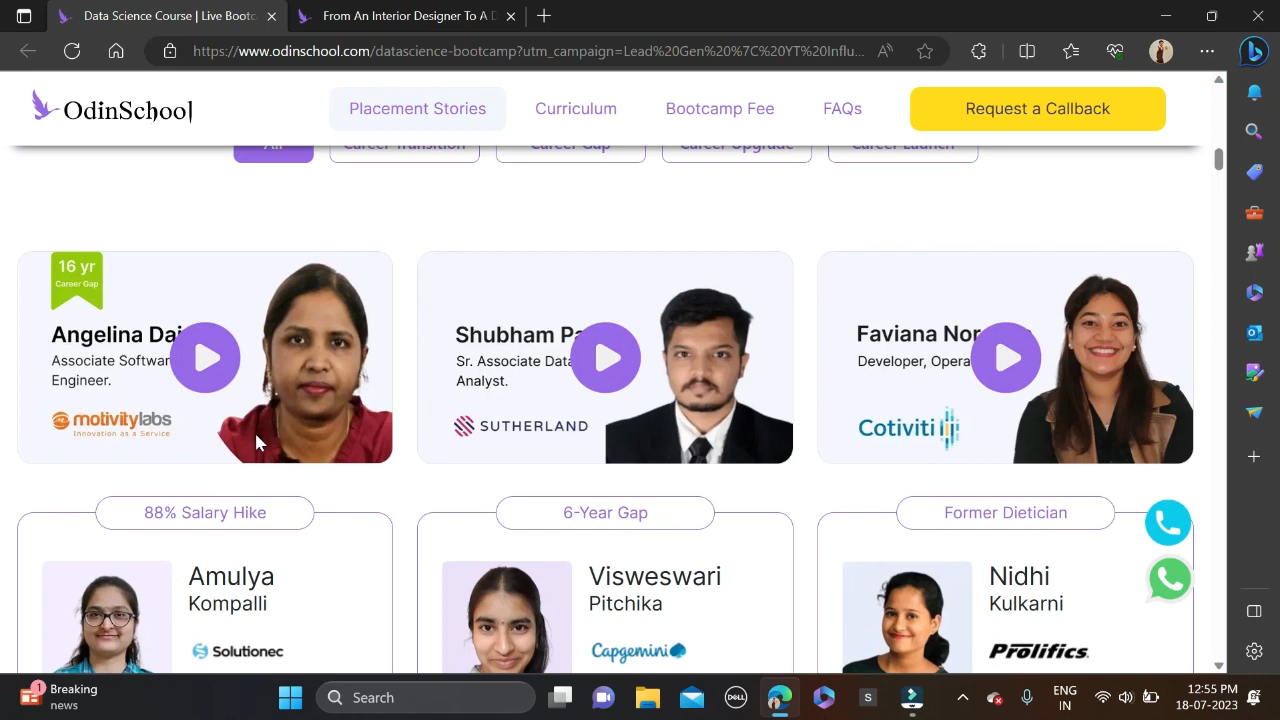 Data Science Course | Live Bootc
From An Interior Designer To A D
https://www.odinschool.com/datascience-bootcamp?utm_campaign=Lead%20Gen%20%7C%20YT%20Influ...
OdinSchool
Placement Stories
Curriculum
Bootcamp Fee
FAQs
Request a Callback
All
Career Transition
Career Gap
Career Upgrade
Career Launch
16 yr
Career Gap
Angelina Dai
Associate Softwar
Engineer.
motivitylabs
Innovation as a Service
Shubham Pa
Sr. Associate Data
Analyst.
SUTHERLAND
Faviana Nor
Developer, Opera
Cotiviti
88% Salary Hike
Amulya
Kompalli
Solutionec
6-Year Gap
Visweswari
Pitchika
Capgemini
Former Dietician
Nidhi
Kulkarni
Prolifics.
1
Breaking
news
Search
DELL
S
ENG
IN
12:55 PM
18-07-2023